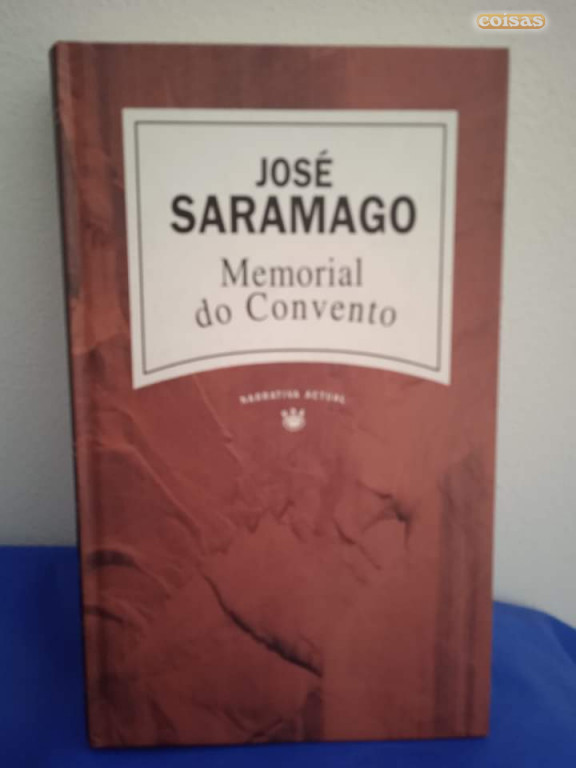 coisas
JOSÉ
SARAMAGO
Memorial
do Convento
NARRATIVA ACTUAL